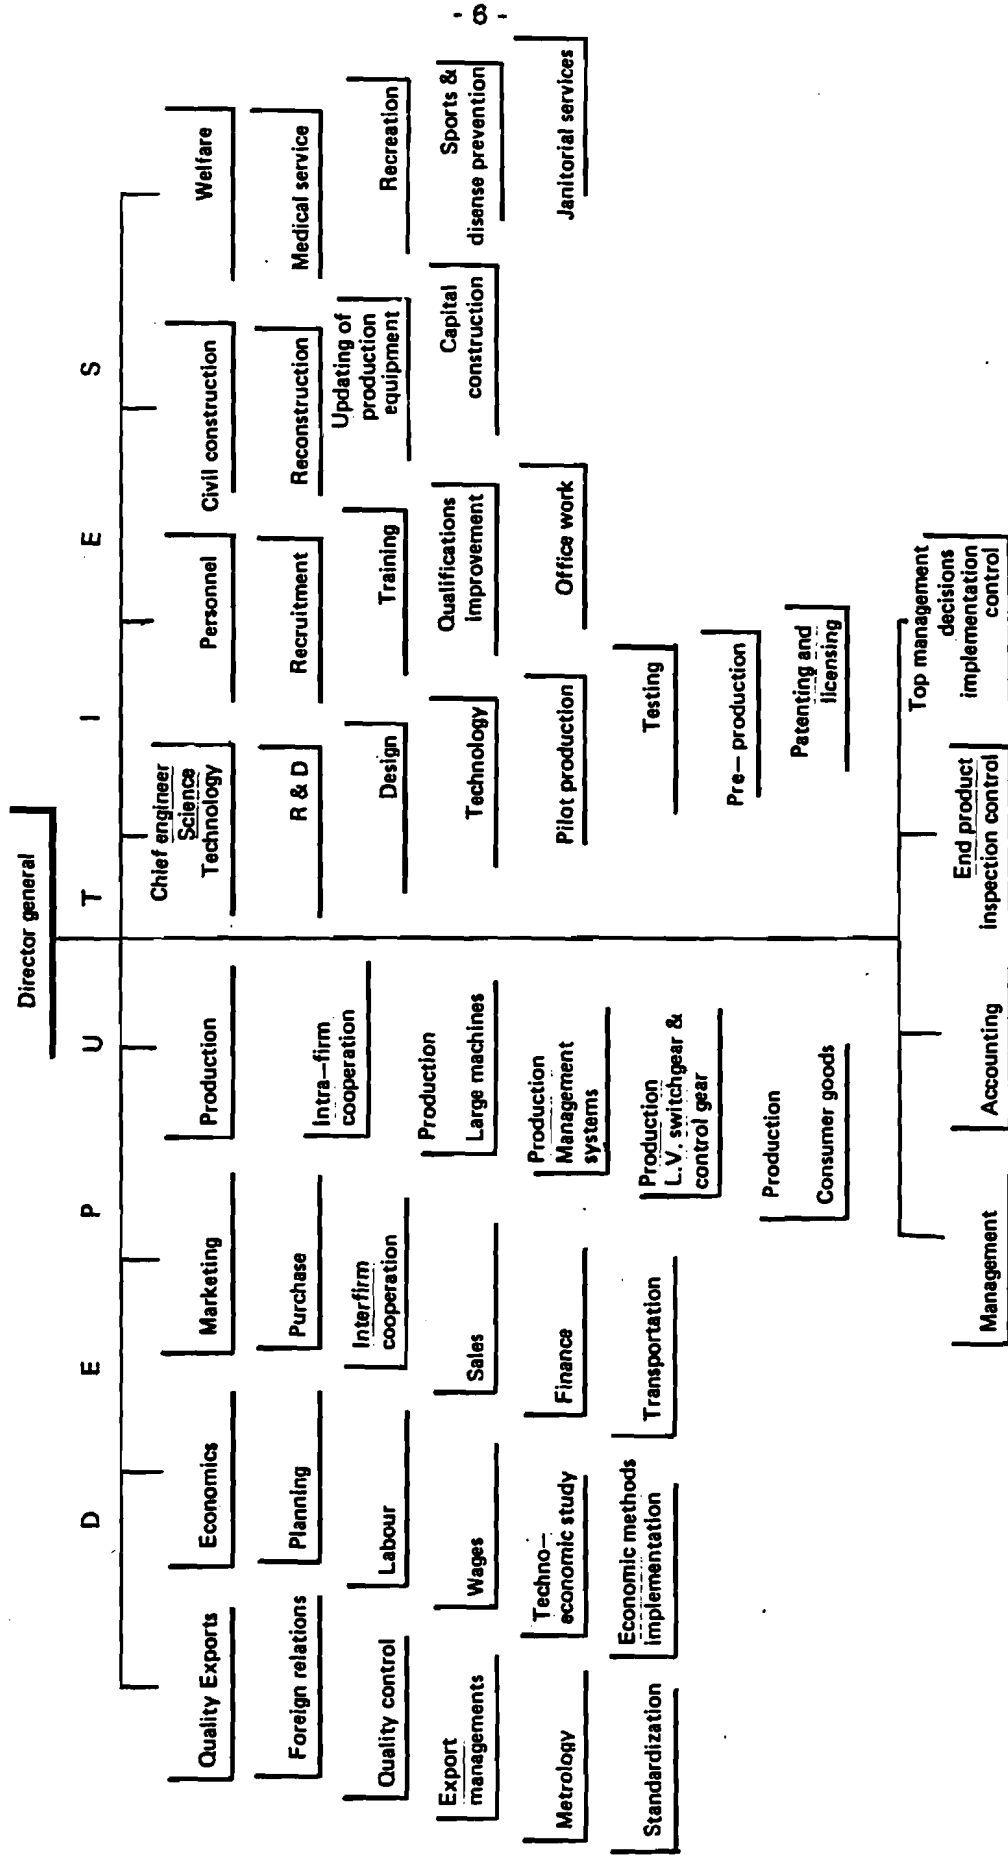 - 8 -
Director general
D E P U T I E S
Quality Exports
Foreign relations
Quality control
Export
managements
Metrology
Standardization
Economics
Planning
Labour
Wages
Techno—
economic study
Economic methods
implementation
Marketing
Purchase
Interfirm
cooperation
Sales
Finance
Transportation
Production
Intra—firm
cooperation
Production
Large machines
Production
Management
systems
Production
L.V. switchgear &
control gear
Production
Consumer goods
Chief engineer
Science
Technology
R & D
Design
Technology
Pilot production
Testing
Pre— production
Patenting and
licensing
Personnel
Recruitment
Training
Qualifications
improvement
Office work
Civil construction
Reconstruction
Updating of
production
equipment
Capital
construction
Welfare
Medical service
Recreation
Sports &
disense prevention
Janitorial services
Management
Accounting
End product
inspection control
Top management
decisions
implementation
control